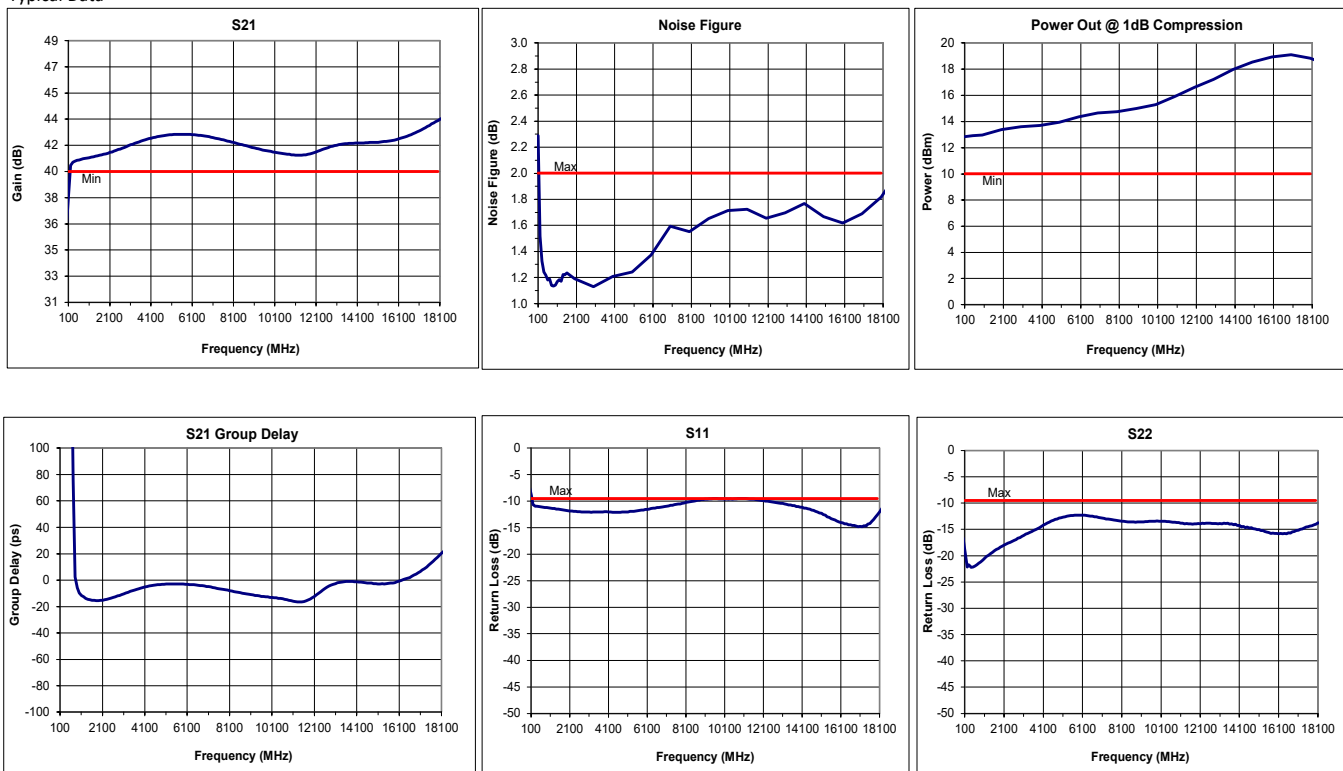 Typical Data
S21
49
47
45
44
42
40
38
36
35
33
31
Gain (dB)
Min
100 2100 4100 6100 8100 10100 12100 14100 16100 18100
Frequency (MHz)
Noise Figure
3.0
2.8
2.6
2.4
2.2
2.0
1.8
1.6
1.4
1.2
1.0
Noise Figure (dB)
Max
100 2100 4100 6100 8100 10100 12100 14100 16100 18100
Frequency (MHz)
Power Out @ 1dB Compression
20
18
16
14
12
10
8
6
4
2
0
Power (dBm)
Min
100 2100 4100 6100 8100 10100 12100 14100 16100 18100
Frequency (MHz)
S21 Group Delay
100
80
60
40
20
0
-20
-40
-60
-80
-100
Group Delay (ps)
100 2100 4100 6100 8100 10100 12100 14100 16100 18100
Frequency (MHz)
S11
0
-5
-10
-15
-20
-25
-30
-35
-40
-45
-50
Return Loss (dB)
Max
100 2100 4100 6100 8100 10100 12100 14100 16100 18100
Frequency (MHz)
S22
0
-5
-10
-15
-20
-25
-30
-35
-40
-45
-50
Return Loss (dB)
Max
100 2100 4100 6100 8100 10100 12100 14100 16100 18100
Frequency (MHz)